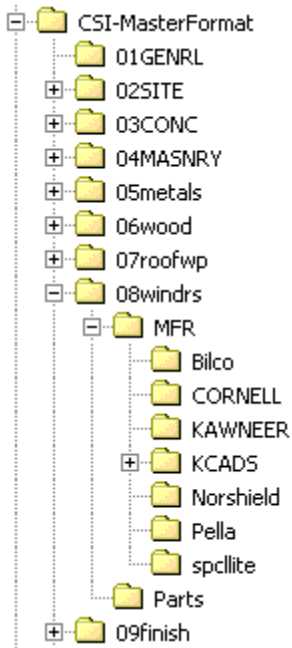 CSI-MasterFormat
01GENRL
02SITE
03CONC
04MASNRY
05metals
06wood
07roofwp
08windrs
MFR
Bilco
CORNELL
KAWNEER
KCADS
Norshield
Pella
spcllite
Parts
09finish